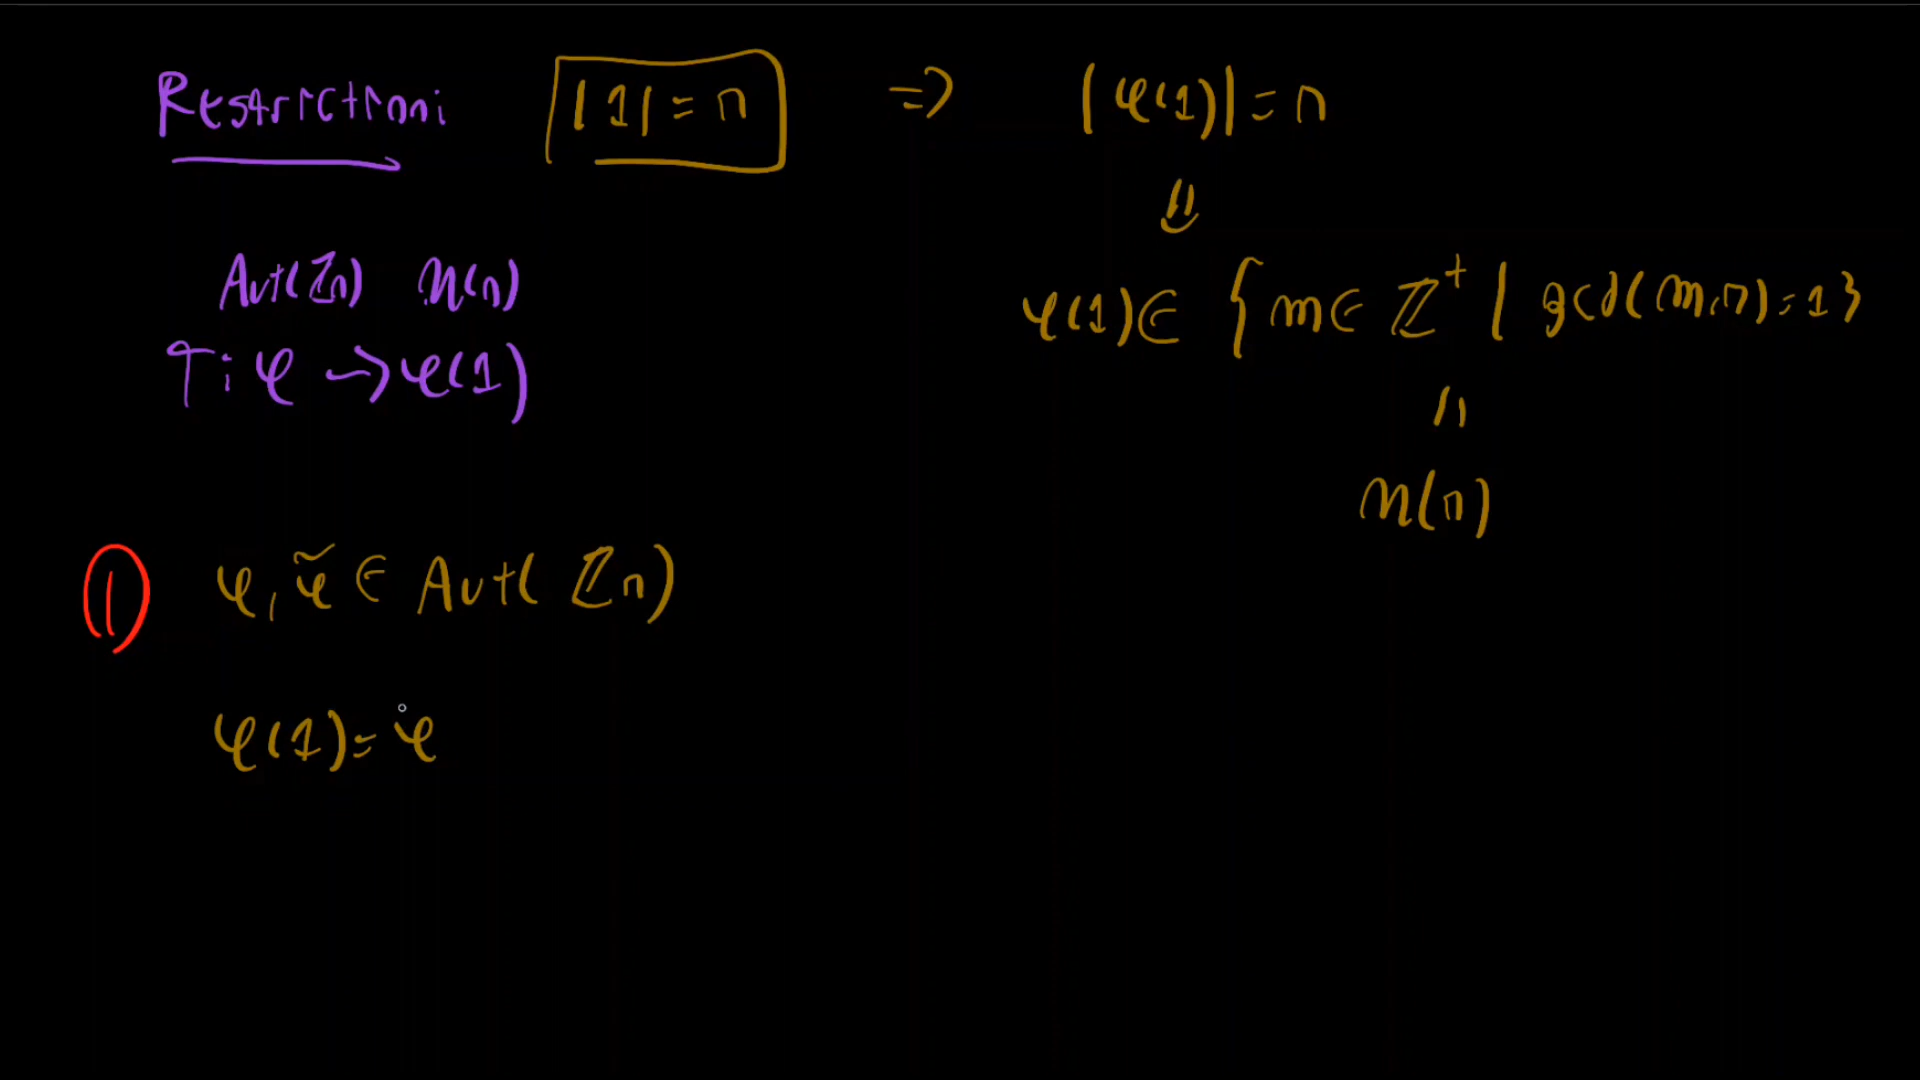 Restriction: |1| = n => |φ(1)| = n
⇓
Aut(ℤn) U(n)
φ(1) ∈ { m ∈ ℤ⁺ | gcd(m,n) = 1 }
T: φ → φ(1)
||
U(n)
① φ, φ̃ ∈ Aut(ℤn)
φ(1) = φ